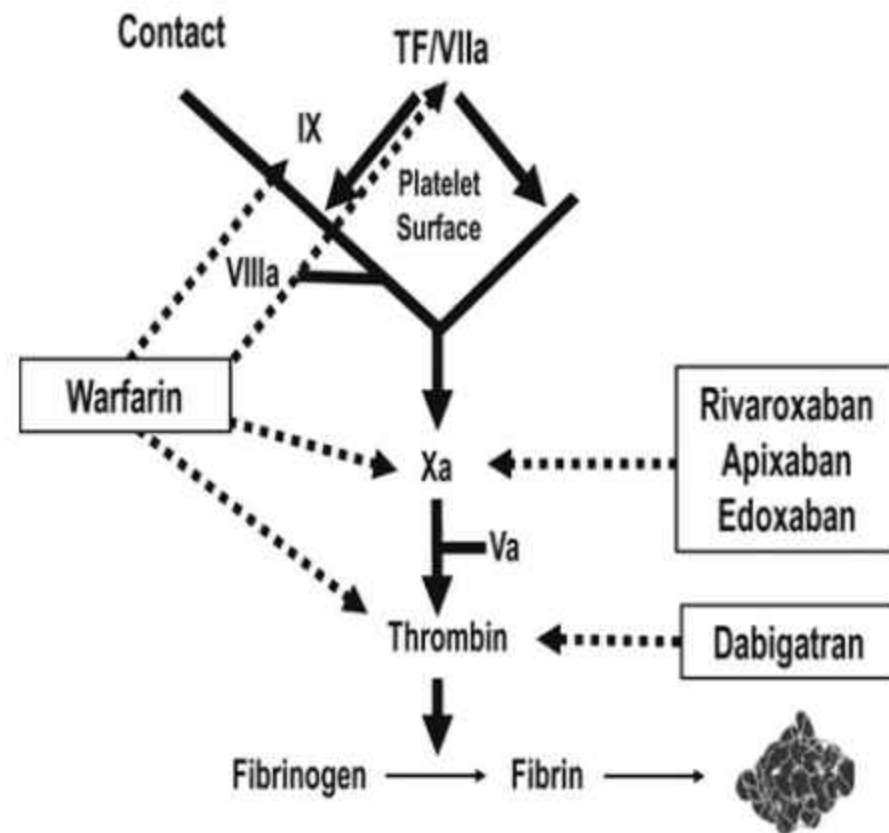 Contact
TF/VIIa
IX
Platelet
Surface
VIIIa
Warfarin
Rivaroxaban
Apixaban
Edoxaban
Xa
Va
Thrombin
Dabigatran
Fibrinogen
Fibrin